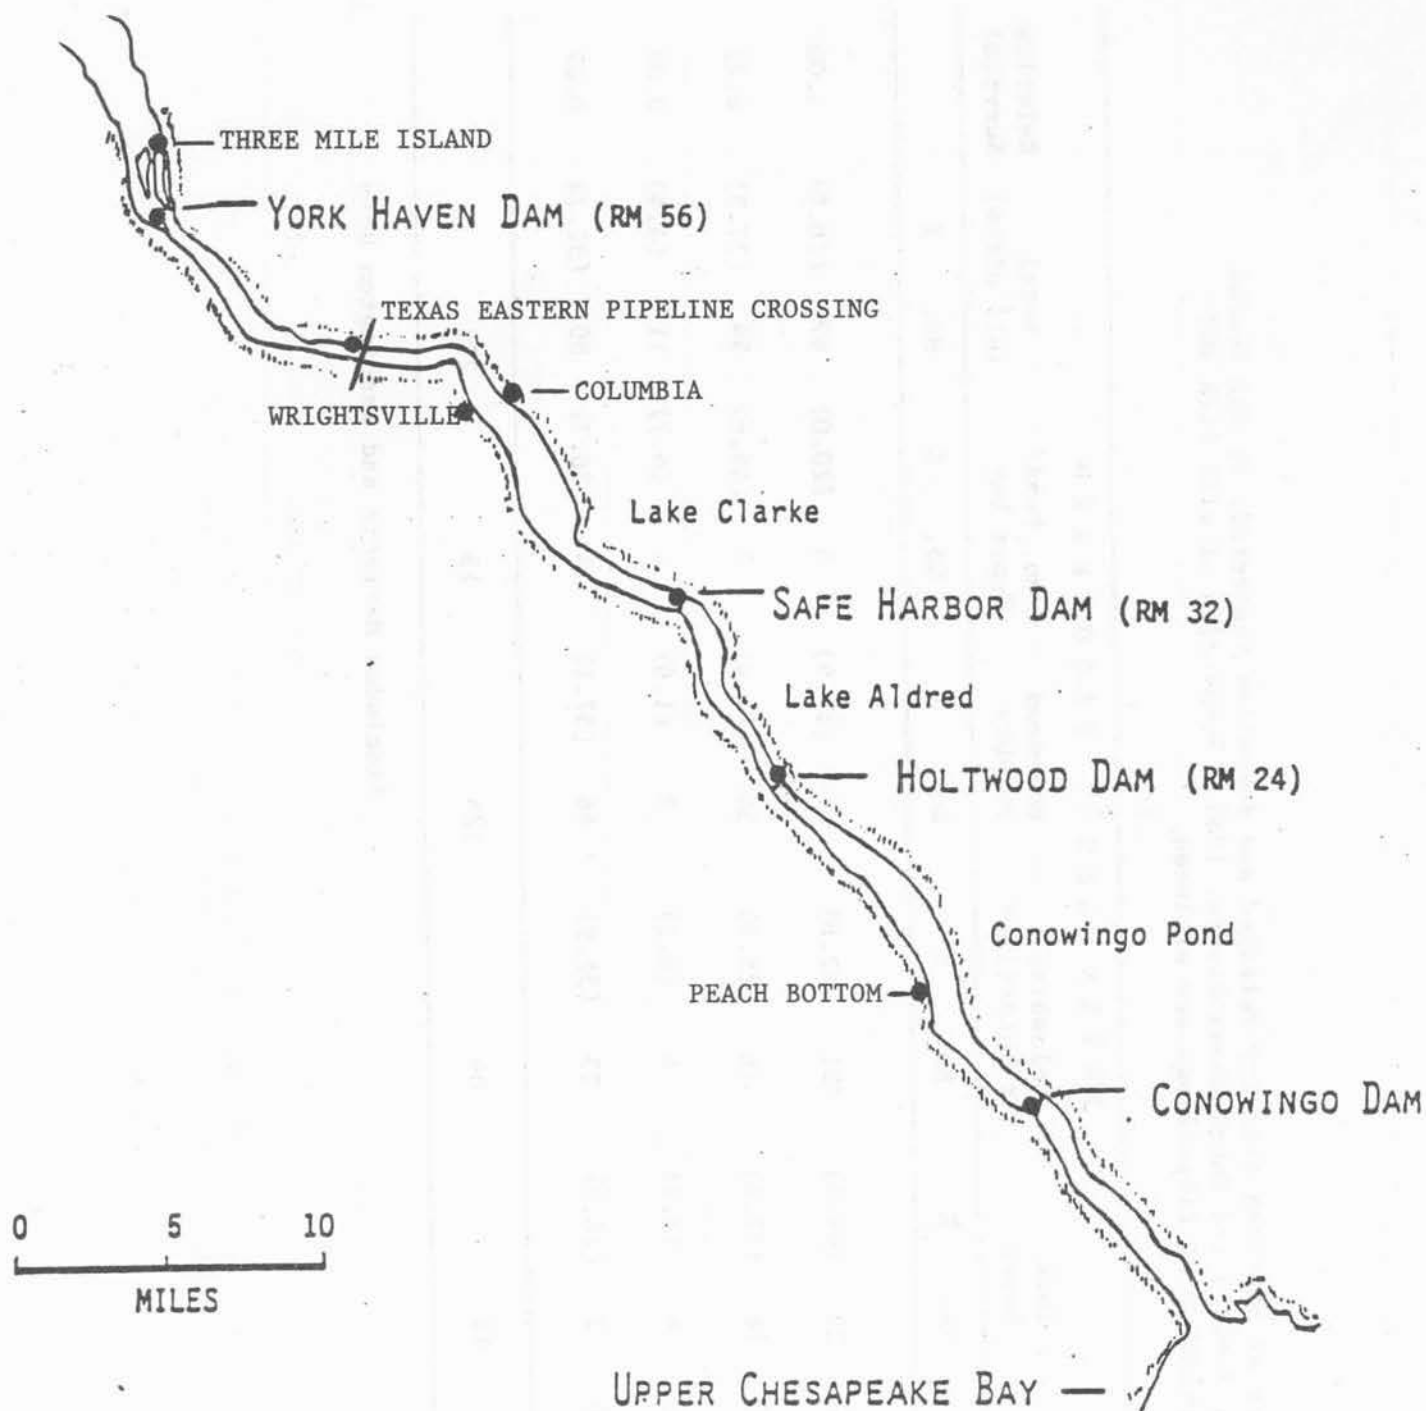 THREE MILE ISLAND
YORK HAVEN DAM (RM 56)
TEXAS EASTERN PIPELINE CROSSING
COLUMBIA
WRIGHTSVILLE
Lake Clarke
SAFE HARBOR DAM (RM 32)
Lake Aldred
HOLTWOOD DAM (RM 24)
Conowingo Pond
PEACH BOTTOM
CONOWINGO DAM
0 5 10
MILES
UPPER CHESAPEAKE BAY